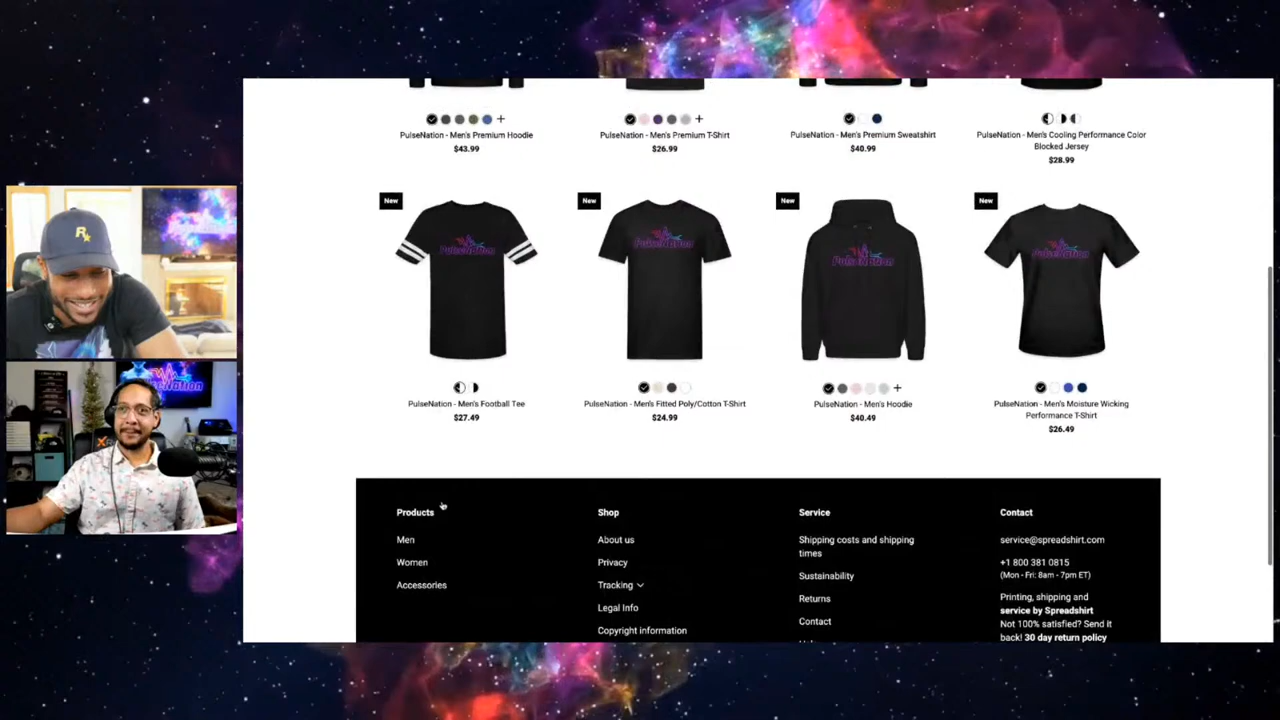 PulseNation - Men's Premium Hoodie
$43.99
PulseNation - Men's Premium T-Shirt
$26.99
PulseNation - Men's Premium Sweatshirt
$40.99
PulseNation - Men's Cooling Performance Color
Blocked Jersey
$28.99
New
New
New
New
PulseNation
PulseNation
PulseNation
PulseNation
PulseNation - Men's Football Tee
$27.49
PulseNation - Men's Fitted Poly/Cotton T-Shirt
$24.99
PulseNation - Men's Hoodie
$40.49
PulseNation - Men's Moisture Wicking
Performance T-Shirt
$26.49
PulseNation
Products
Men
Women
Accessories
Shop
About us
Privacy
Tracking
Legal Info
Copyright information
Service
Shipping costs and shipping
times
Sustainability
Returns
Contact
Contact
service@spreadshirt.com
+1 800 381 0815
(Mon - Fri: 8am - 7pm ET)
Printing, shipping and
service by Spreadshirt
Not 100% satisfied? Send it
back! 30 day return policy